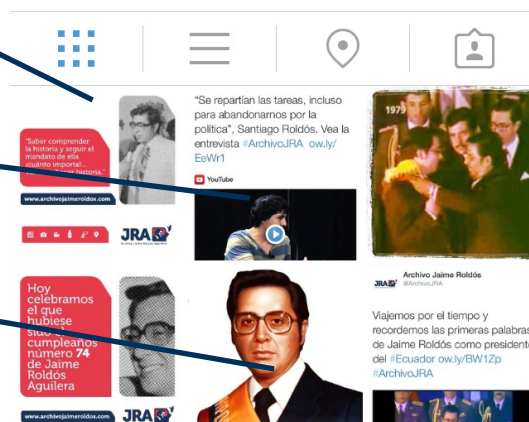 "Saber comprender
la historia y seguir el
mandato de ella
¡cuánto importa!...
hacer historia."
www.archivojaimeroldos.com
JRA
"Se repartían las tareas, incluso
para abandonarnos por la
política", Santiago Roldós. Vea la
entrevista #ArchivoJRA ow.ly/
EeWr1
YouTube
1979
Hoy
celebramos
el que
hubiese
sido
cumpleaños
número 74
de Jaime
Roldós
Aguilera
www.archivojaimeroldos.com
JRA
JRA
Archivo Jaime Roldós
@ArchivoJRA
Viajemos por el tiempo y
recordemos las primeras palabras
de Jaime Roldós como presidente
del #Ecuador ow.ly/BW1Zp
#ArchivoJRA